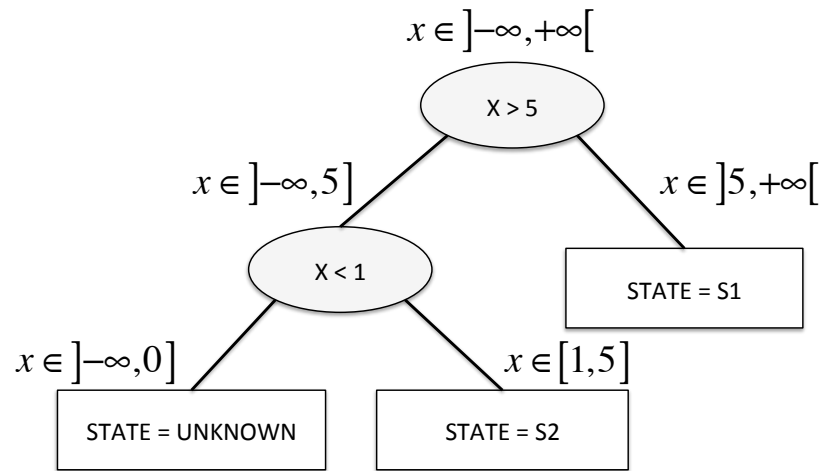 x ∈ ]−∞,+∞[
X > 5
x ∈ ]−∞,5]
x ∈ ]5,+∞[
X < 1
STATE = S1
x ∈ ]−∞,0]
x ∈ [1,5]
STATE = UNKNOWN
STATE = S2